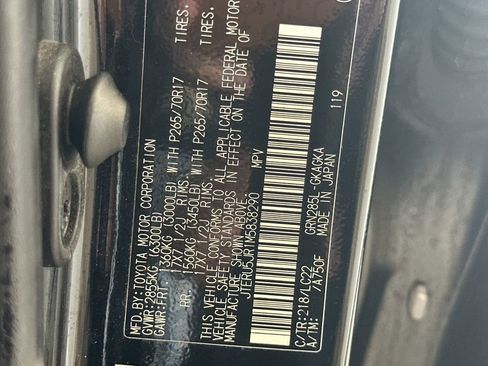 MFD.BY:TOYOTA MOTOR CORPORATION
GVWR:2855KG (6300LB)
GAWR:FRT 1360KG (3000LB) WITH P265/70R17 TIRES.
17X7 1/2J RIMS
RR 1560KG (3450LB) WITH P265/70R17 TIRES.
17X7 1/2J RIMS
THIS VEHICLE CONFORMS TO ALL APPLICABLE FEDERAL MOTOR
VEHICLE SAFETY STANDARDS IN EFFECT ON THE DATE OF
MANUFACTURE SHOWN ABOVE.
JTEBU5JR1M5838290 MPV
C/TR:218/LC22 GRN285L-GKAGKA
A/TM: /A750F MADE IN JAPAN
119